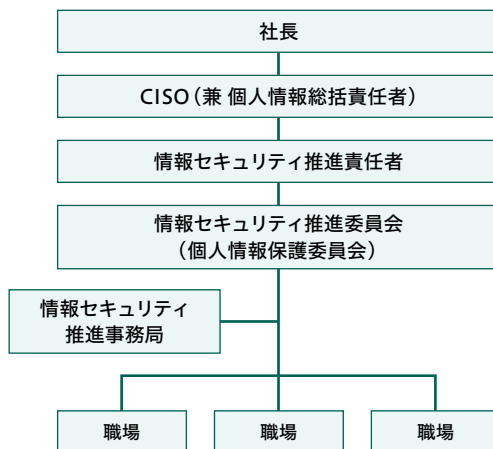 社長
CISO（兼 個人情報総括責任者）
情報セキュリティ推進責任者
情報セキュリティ推進委員会
（個人情報保護委員会）
情報セキュリティ
推進事務局
職場
職場
職場